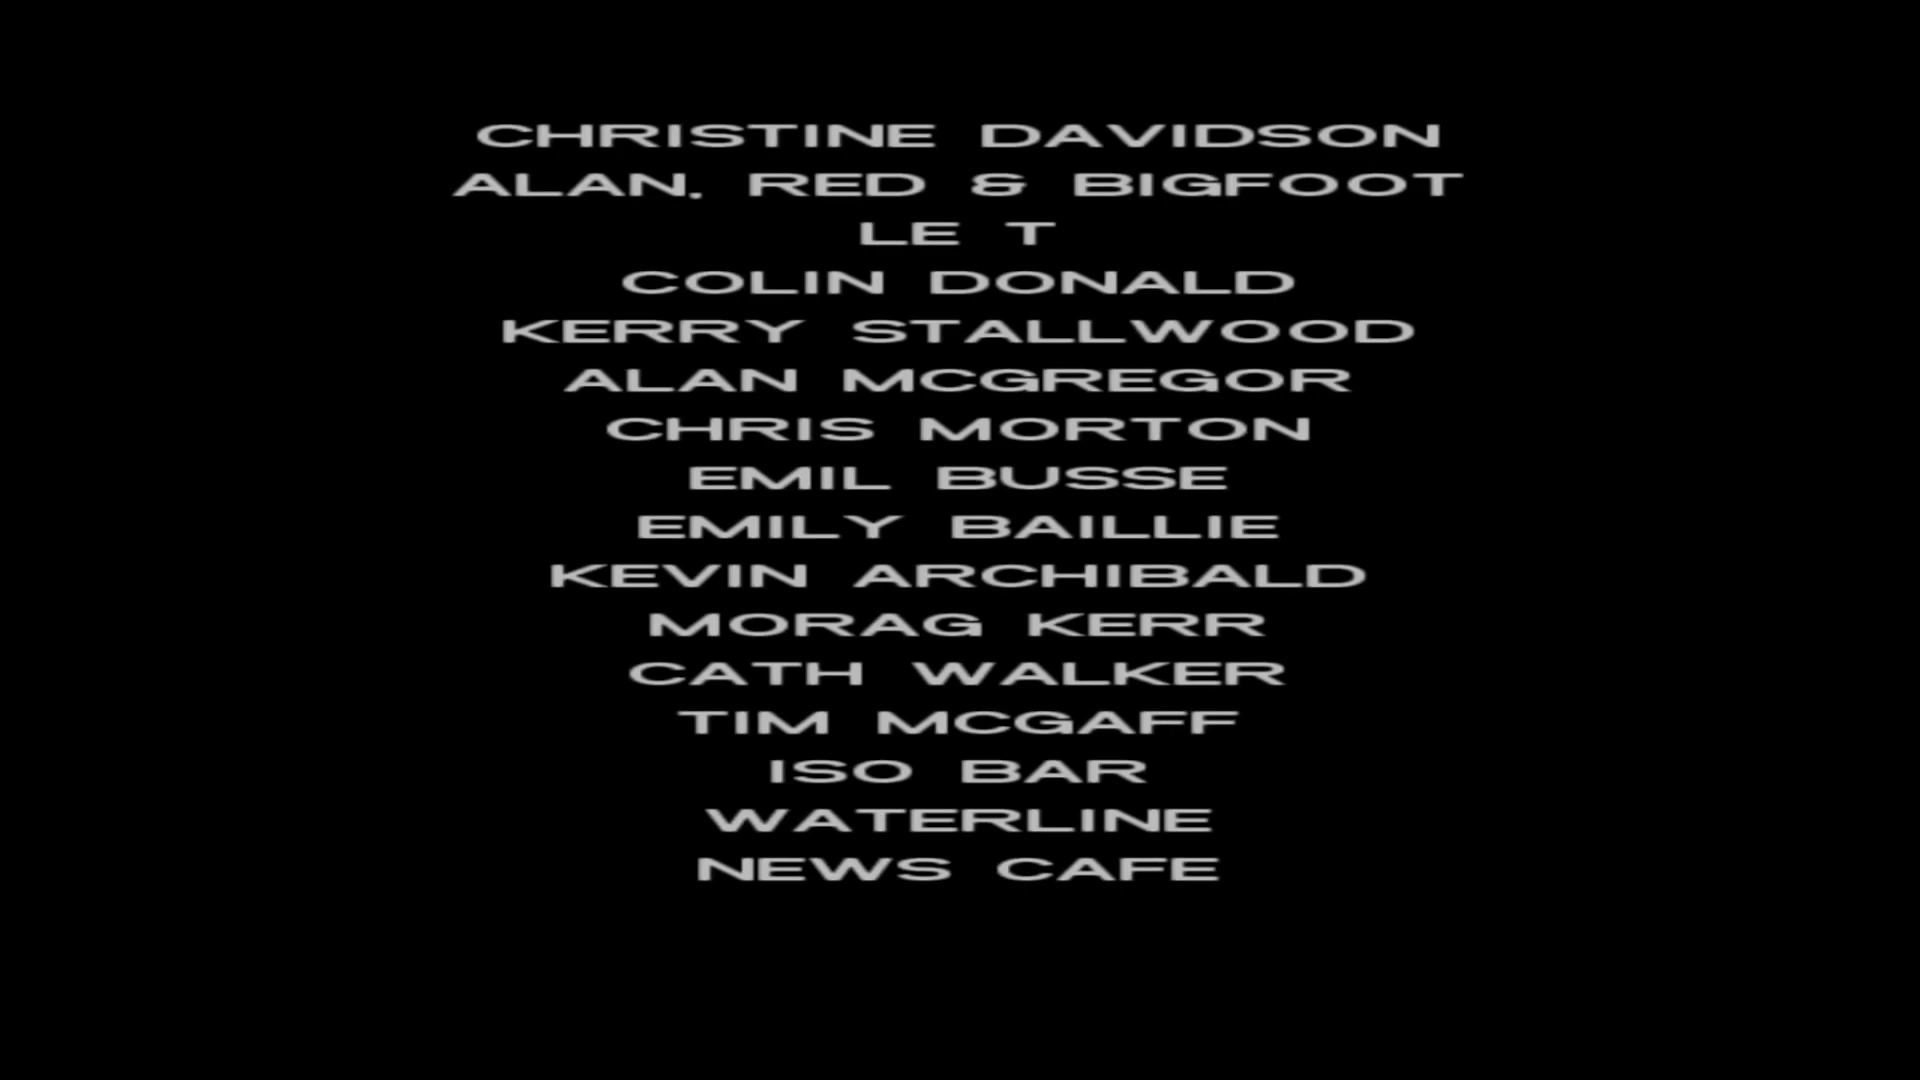 CHRISTINE DAVIDSON
ALAN, RED & BIGFOOT
LE T
COLIN DONALD
KERRY STALLWOOD
ALAN MCGREGOR
CHRIS MORTON
EMIL BUSSE
EMILY BAILLIE
KEVIN ARCHIBALD
MORAG KERR
CATH WALKER
TIM MCGAFF
ISO BAR
WATERLINE
NEWS CAFE